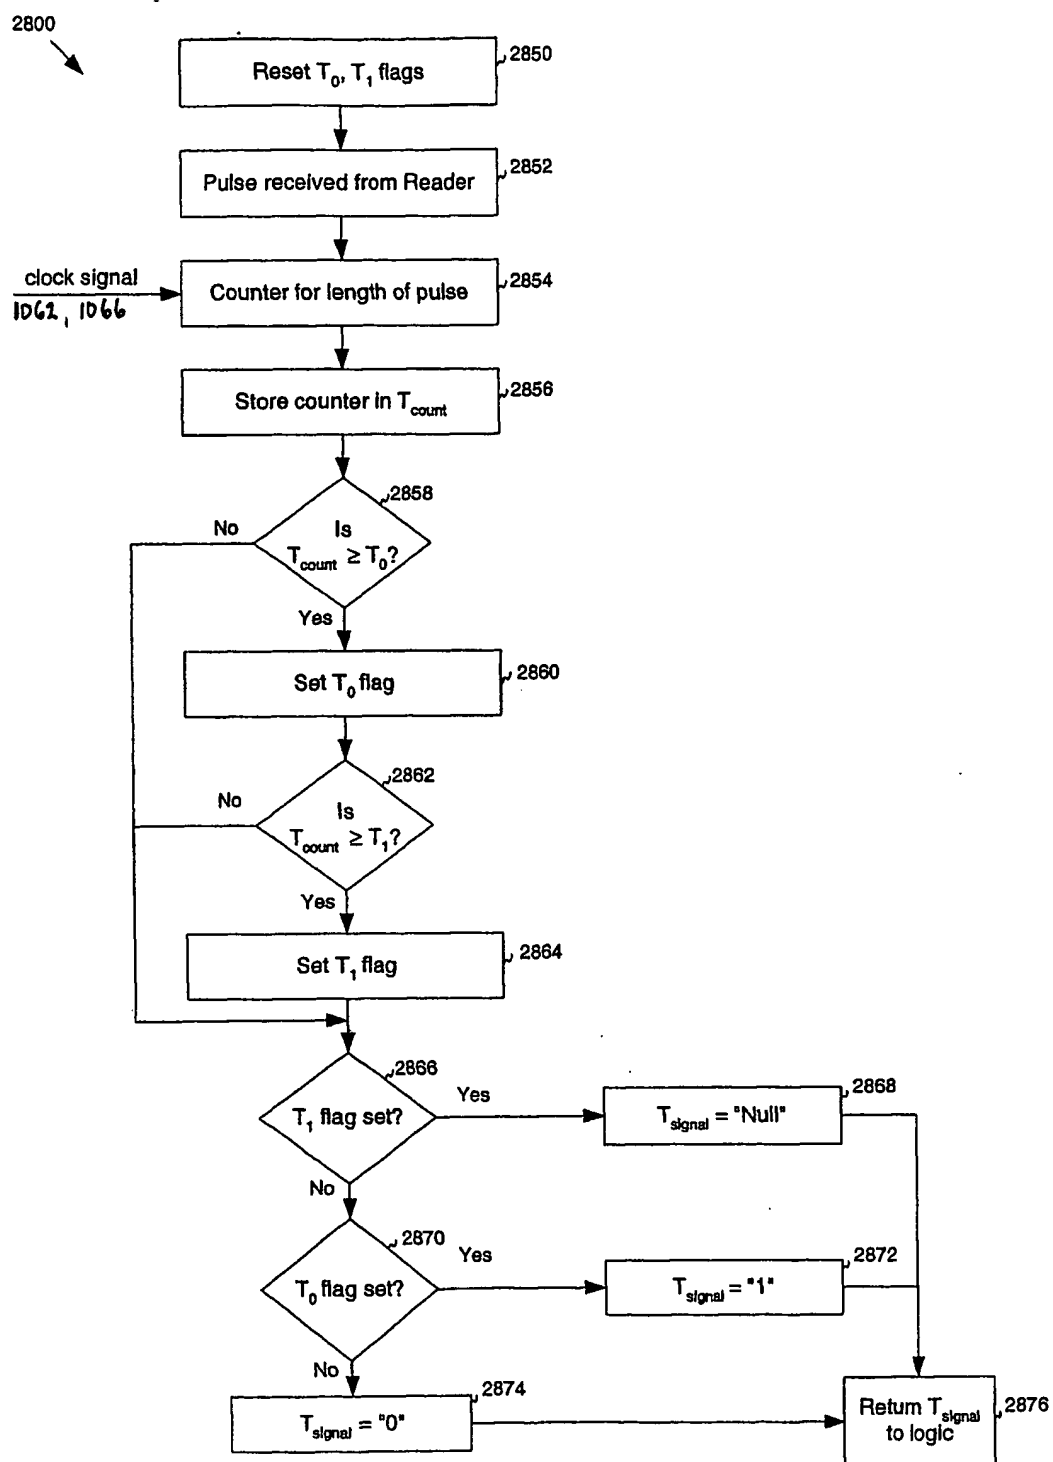 2800
2850
Reset T0, T1 flags
2852
Pulse received from Reader
clock signal
1062, 1066
2854
Counter for length of pulse
2856
Store counter in Tcount
2858
No
Is
Tcount ≥ T0?
Yes
2860
Set T0 flag
2862
No
Is
Tcount ≥ T1?
Yes
2864
Set T1 flag
2866
T1 flag set?
Yes
2868
Tsignal = "Null"
No
2870
T0 flag set?
Yes
2872
Tsignal = "1"
No
2874
Tsignal = "0"
Return Tsignal
to logic
2876